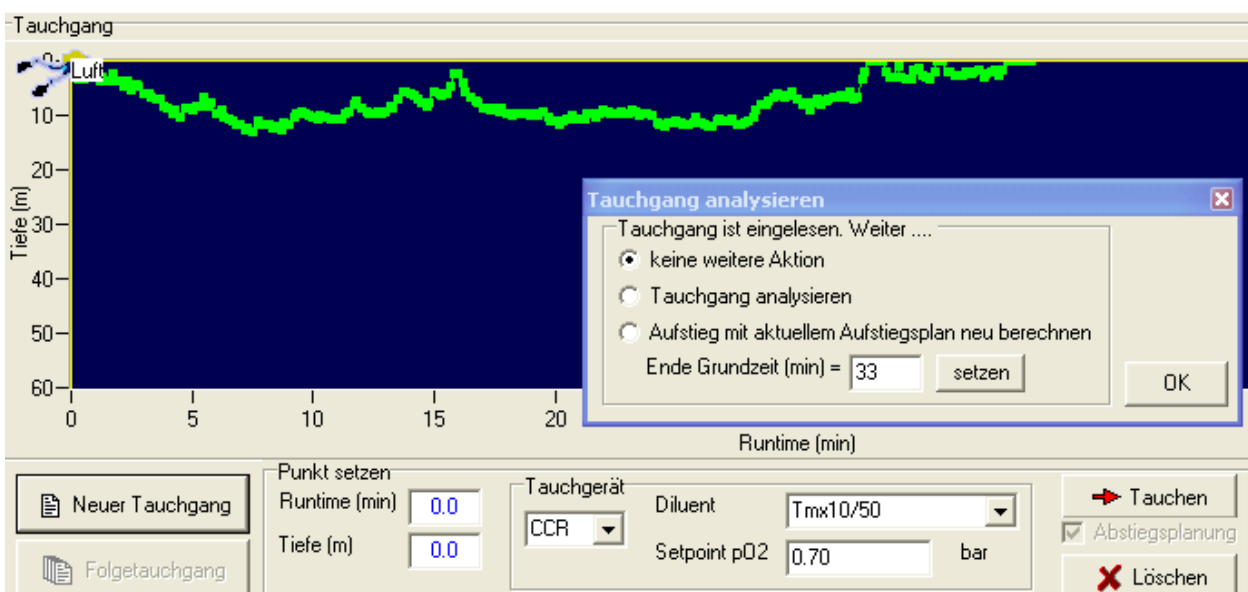 Tauchgang
0
Luft
10
20
30
40
50
60
Tiefe (m)
0
5
10
15
20
Runtime (min)
Tauchgang analysieren
Tauchgang ist eingelesen. Weiter ....
keine weitere Aktion
Tauchgang analysieren
Aufstieg mit aktuellem Aufstiegsplan neu berechnen
Ende Grundzeit (min) = 33 setzen
OK
Neuer Tauchgang
Folgetauchgang
Punkt setzen
Runtime (min) 0.0
Tiefe (m) 0.0
Tauchgerät
CCR
Diluent Tmx10/50
Setpoint pO2 0.70 bar
Tauchen
Abstiegsplanung
Löschen